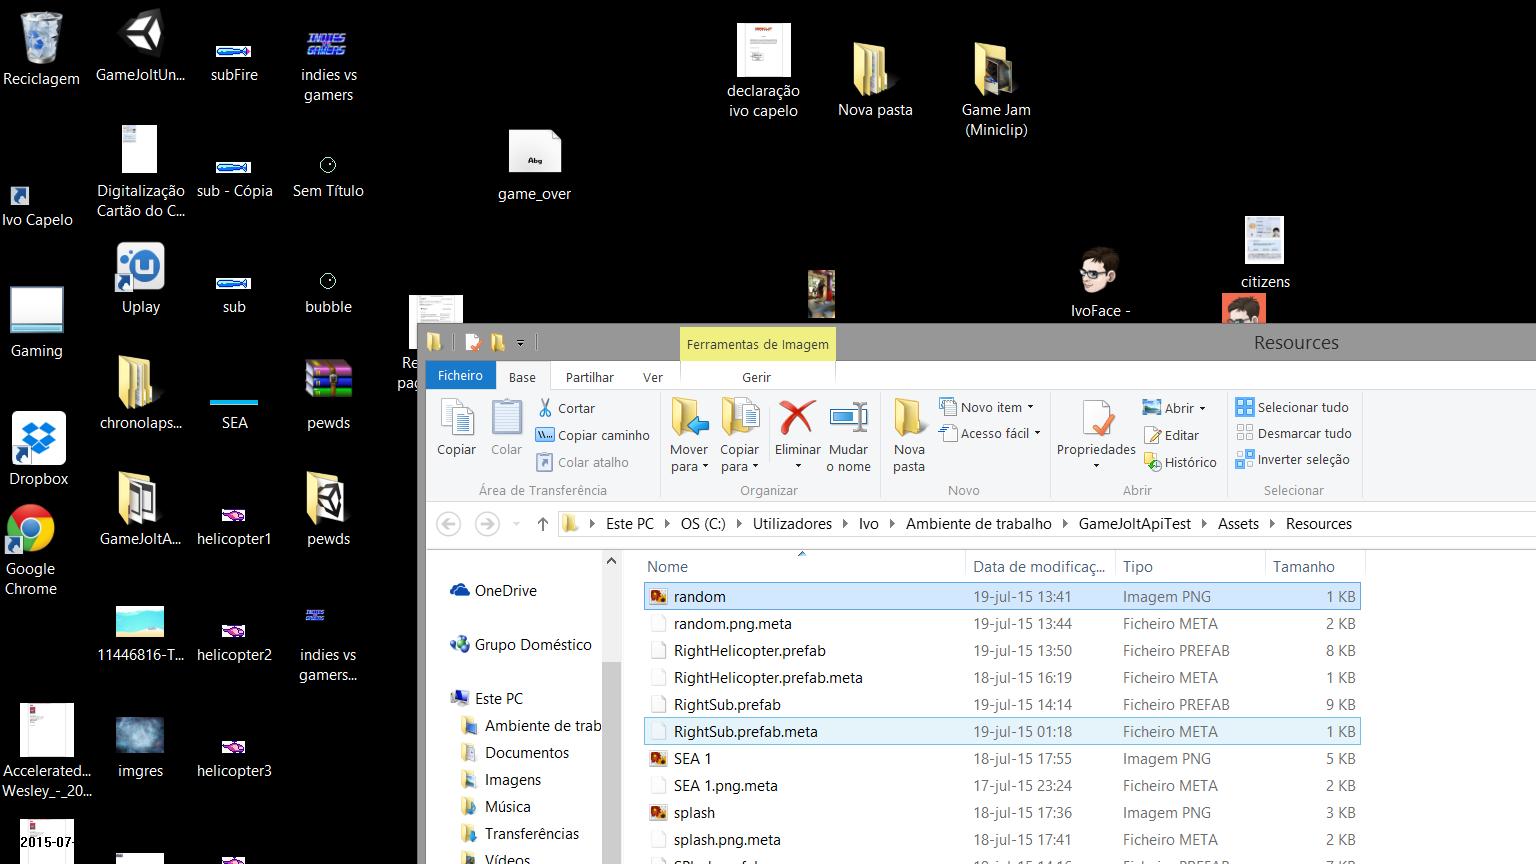 Reciclagem
GameJoltUn...
subFire
indies vs
gamers
declaração
ivo capelo
Nova pasta
Game Jam
(Miniclip)
Abg
game_over
Ivo Capelo
Digitalização
Cartão do C...
sub - Cópia
Sem Título
Uplay
sub
bubble
IvoFace -
citizens
Gaming
chronolaps...
SEA
pewds
Dropbox
GameJoltA...
helicopter1
pewds
Google
Chrome
11446816-T...
helicopter2
indies vs
gamers...
Accelerated...
Wesley_-_20...
imgres
helicopter3
2015-07-
Ferramentas de Imagem
Resources
Ficheiro
Base
Partilhar
Ver
Gerir
Copiar
Colar
Cortar
Copiar caminho
Colar atalho
Área de Transferência
Mover
para
Copiar
para
Eliminar
Mudar
o nome
Organizar
Nova
pasta
Novo item
Acesso fácil
Novo
Propriedades
Abrir
Editar
Histórico
Abrir
Selecionar tudo
Desmarcar tudo
Inverter seleção
Selecionar
Este PC
OS (C:)
Utilizadores
Ivo
Ambiente de trabalho
GameJoltApiTest
Assets
Resources
OneDrive
Grupo Doméstico
Este PC
Ambiente de trab
Documentos
Imagens
Música
Transferências
Vídeos
Nome Data de modificaç... Tipo Tamanho
random 19-jul-15 13:41 Imagem PNG 1 KB
random.png.meta 19-jul-15 13:44 Ficheiro META 2 KB
RightHelicopter.prefab 19-jul-15 13:50 Ficheiro PREFAB 8 KB
RightHelicopter.prefab.meta 18-jul-15 16:19 Ficheiro META 1 KB
RightSub.prefab 19-jul-15 14:14 Ficheiro PREFAB 9 KB
RightSub.prefab.meta 19-jul-15 01:18 Ficheiro META 1 KB
SEA 1 18-jul-15 17:55 Imagem PNG 5 KB
SEA 1.png.meta 17-jul-15 23:24 Ficheiro META 2 KB
splash 18-jul-15 17:36 Imagem PNG 3 KB
splash.png.meta 18-jul-15 17:41 Ficheiro META 2 KB